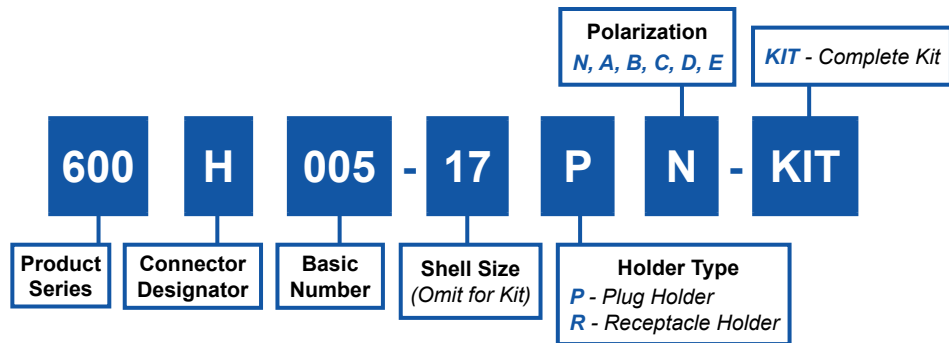 Polarization
N, A, B, C, D, E
KIT - Complete Kit
600 H 005 - 17 P N - KIT
Product
Series
Connector
Designator
Basic
Number
Shell Size
(Omit for Kit)
Holder Type
P - Plug Holder
R - Receptacle Holder